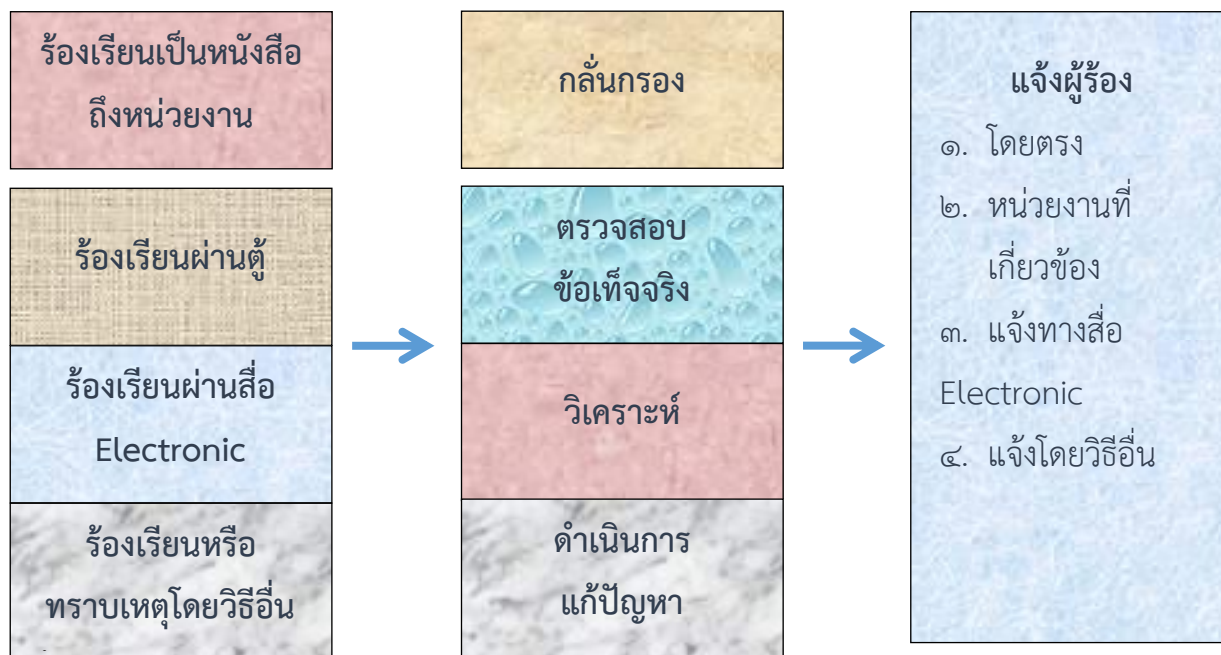 ร้องเรียนเป็นหนังสือ
ถึงหน่วยงาน
ร้องเรียนผ่านตู้
ร้องเรียนผ่านสื่อ
Electronic
ร้องเรียนหรือ
ทราบเหตุโดยวิธีอื่น
กลั่นกรอง
ตรวจสอบ
ข้อเท็จจริง
วิเคราะห์
ดำเนินการ
แก้ปัญหา
แจ้งผู้ร้อง
๑. โดยตรง
๒. หน่วยงานที่
เกี่ยวข้อง
๓. แจ้งทางสื่อ
Electronic
๔. แจ้งโดยวิธีอื่น